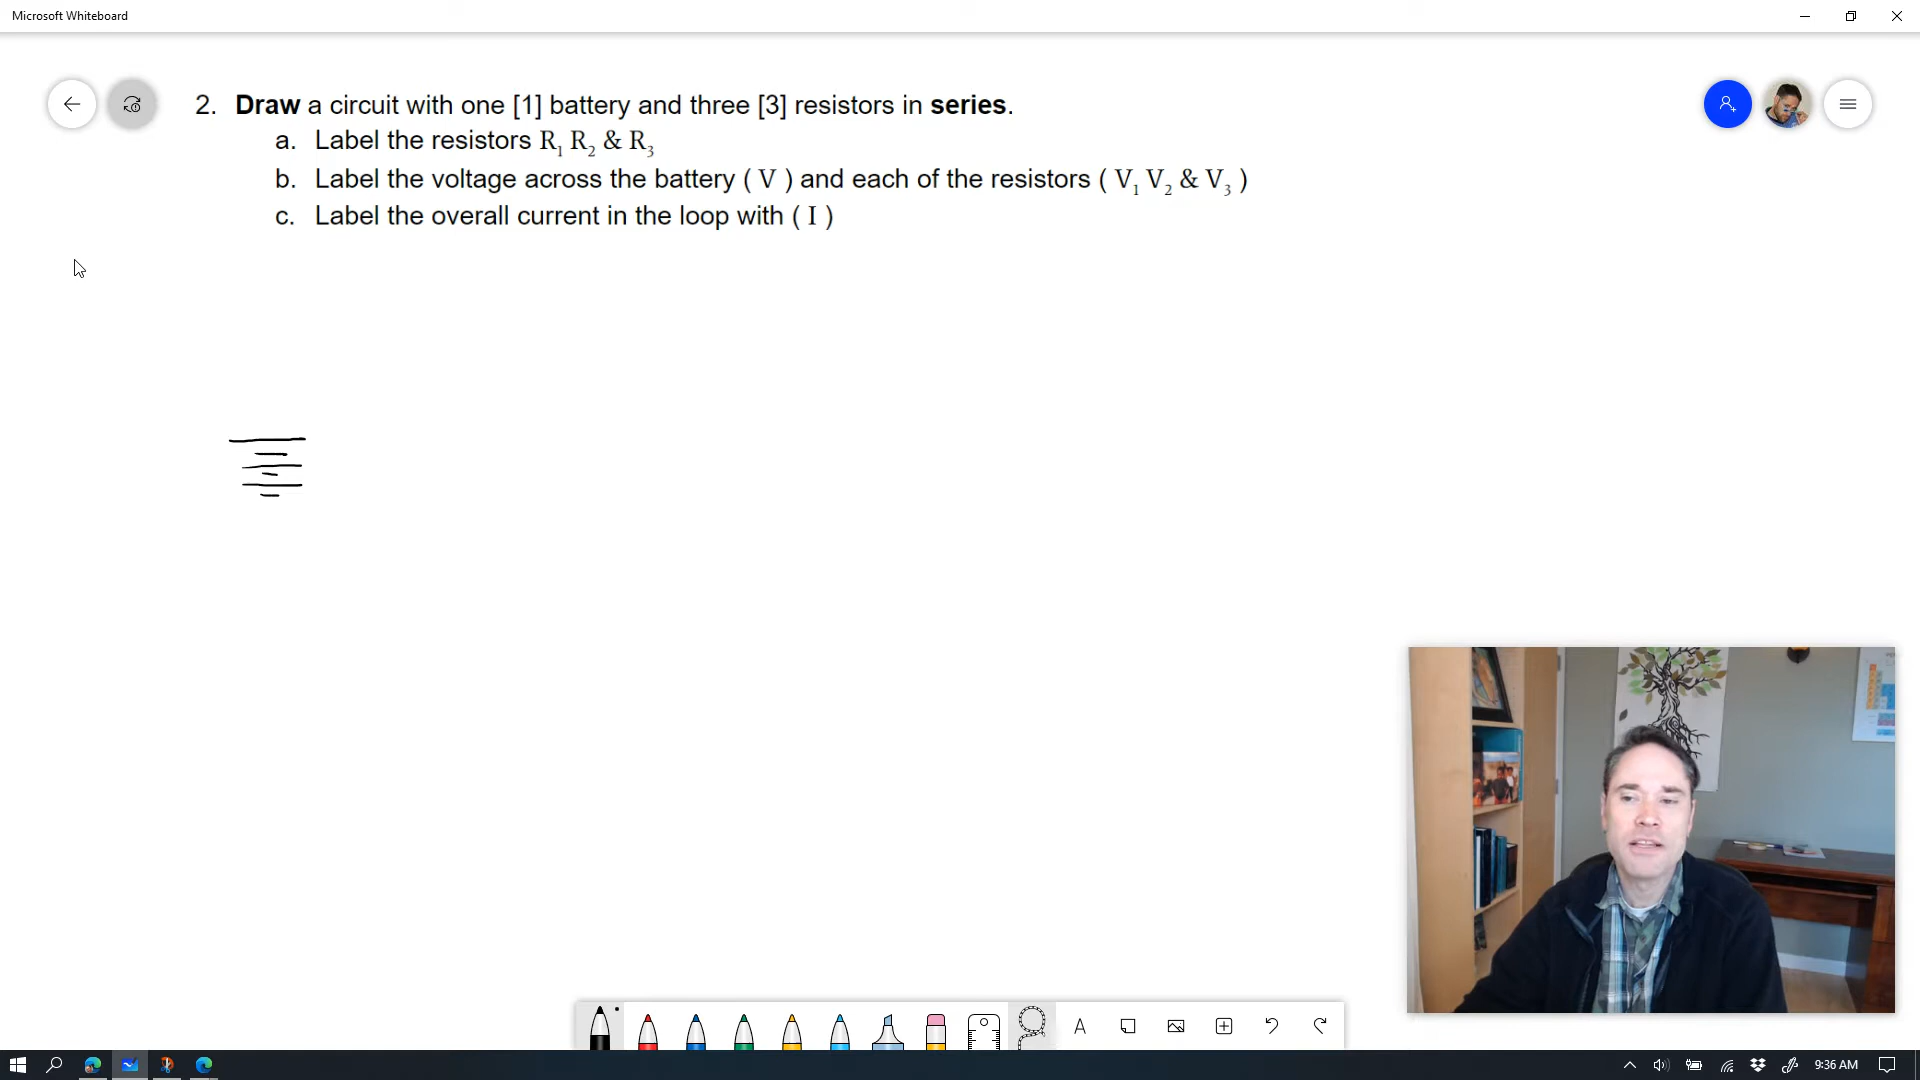 Microsoft Whiteboard
2. Draw a circuit with one [1] battery and three [3] resistors in series.
a. Label the resistors R₁ R₂ & R₃
b. Label the voltage across the battery ( V ) and each of the resistors ( V₁ V₂ & V₃ )
c. Label the overall current in the loop with ( I )
A
9:36 AM